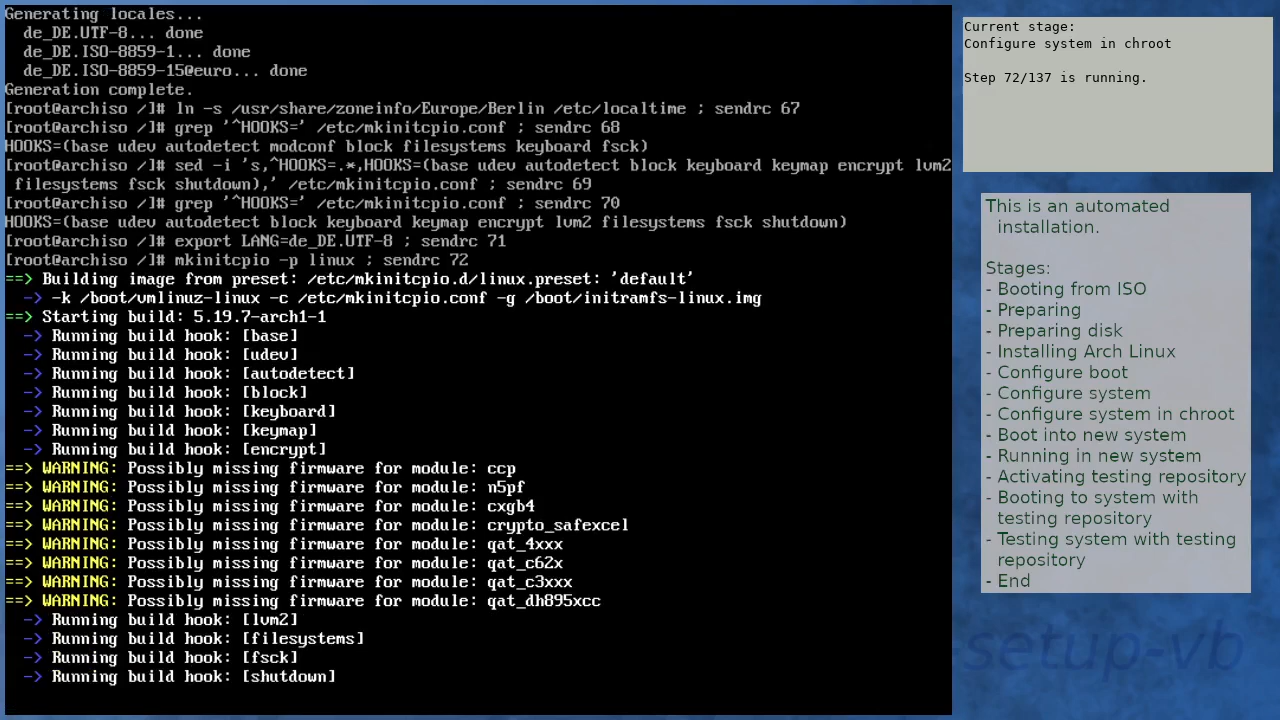 Generating locales...
  de_DE.UTF-8... done
  de_DE.ISO-8859-1... done
  de_DE.ISO-8859-15@euro... done
Generation complete.
[root@archiso /]# ln -s /usr/share/zoneinfo/Europe/Berlin /etc/localtime ; sendrc 67
[root@archiso /]# grep '^HOOKS=' /etc/mkinitcpio.conf ; sendrc 68
HOOKS=(base udev autodetect modconf block filesystems keyboard fsck)
[root@archiso /]# sed -i 's,^HOOKS=.*,HOOKS=(base udev autodetect block keyboard keymap encrypt lvm2
 filesystems fsck shutdown),' /etc/mkinitcpio.conf ; sendrc 69
[root@archiso /]# grep '^HOOKS=' /etc/mkinitcpio.conf ; sendrc 70
HOOKS=(base udev autodetect block keyboard keymap encrypt lvm2 filesystems fsck shutdown)
[root@archiso /]# export LANG=de_DE.UTF-8 ; sendrc 71
[root@archiso /]# mkinitcpio -p linux ; sendrc 72
==> Building image from preset: /etc/mkinitcpio.d/linux.preset: 'default'
  -> -k /boot/vmlinuz-linux -c /etc/mkinitcpio.conf -g /boot/initramfs-linux.img
==> Starting build: 5.19.7-arch1-1
  -> Running build hook: [base]
  -> Running build hook: [udev]
  -> Running build hook: [autodetect]
  -> Running build hook: [block]
  -> Running build hook: [keyboard]
  -> Running build hook: [keymap]
  -> Running build hook: [encrypt]
==> WARNING: Possibly missing firmware for module: ccp
==> WARNING: Possibly missing firmware for module: n5pf
==> WARNING: Possibly missing firmware for module: cxgb4
==> WARNING: Possibly missing firmware for module: crypto_safexcel
==> WARNING: Possibly missing firmware for module: qat_4xxx
==> WARNING: Possibly missing firmware for module: qat_c62x
==> WARNING: Possibly missing firmware for module: qat_c3xxx
==> WARNING: Possibly missing firmware for module: qat_dh895xcc
  -> Running build hook: [lvm2]
  -> Running build hook: [filesystems]
  -> Running build hook: [fsck]
  -> Running build hook: [shutdown]
Current stage:
Configure system in chroot
Step 72/137 is running.
This is an automated
installation.
Stages:
- Booting from ISO
- Preparing
- Preparing disk
- Installing Arch Linux
- Configure boot
- Configure system
- Configure system in chroot
- Boot into new system
- Running in new system
- Activating testing repository
- Booting to system with
testing repository
- Testing system with testing
repository
- End
setup-vb